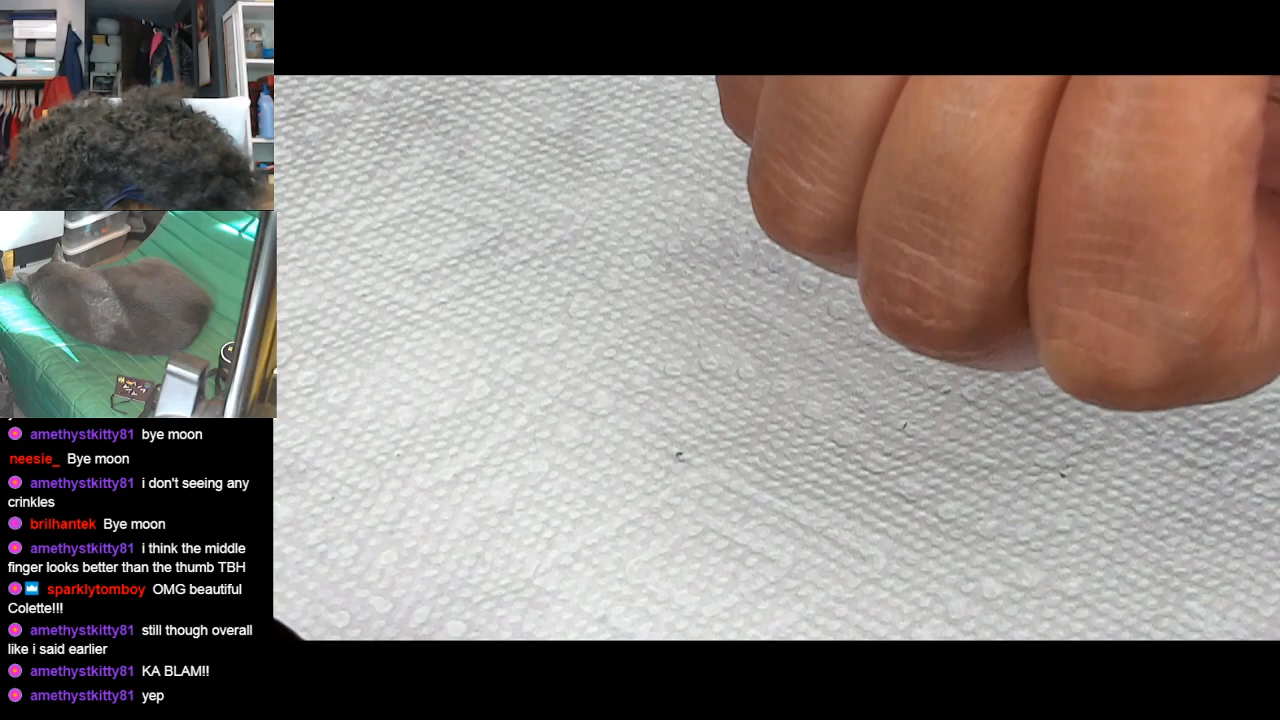 amethystkitty81 bye moon
neesie_ Bye moon
amethystkitty81 i don't seeing any
crinkles
brilhantek Bye moon
amethystkitty81 i think the middle
finger looks better than the thumb TBH
sparklytomboy OMG beautiful
Colette!!!
amethystkitty81 still though overall
like i said earlier
amethystkitty81 KA BLAM!!
amethystkitty81 yep